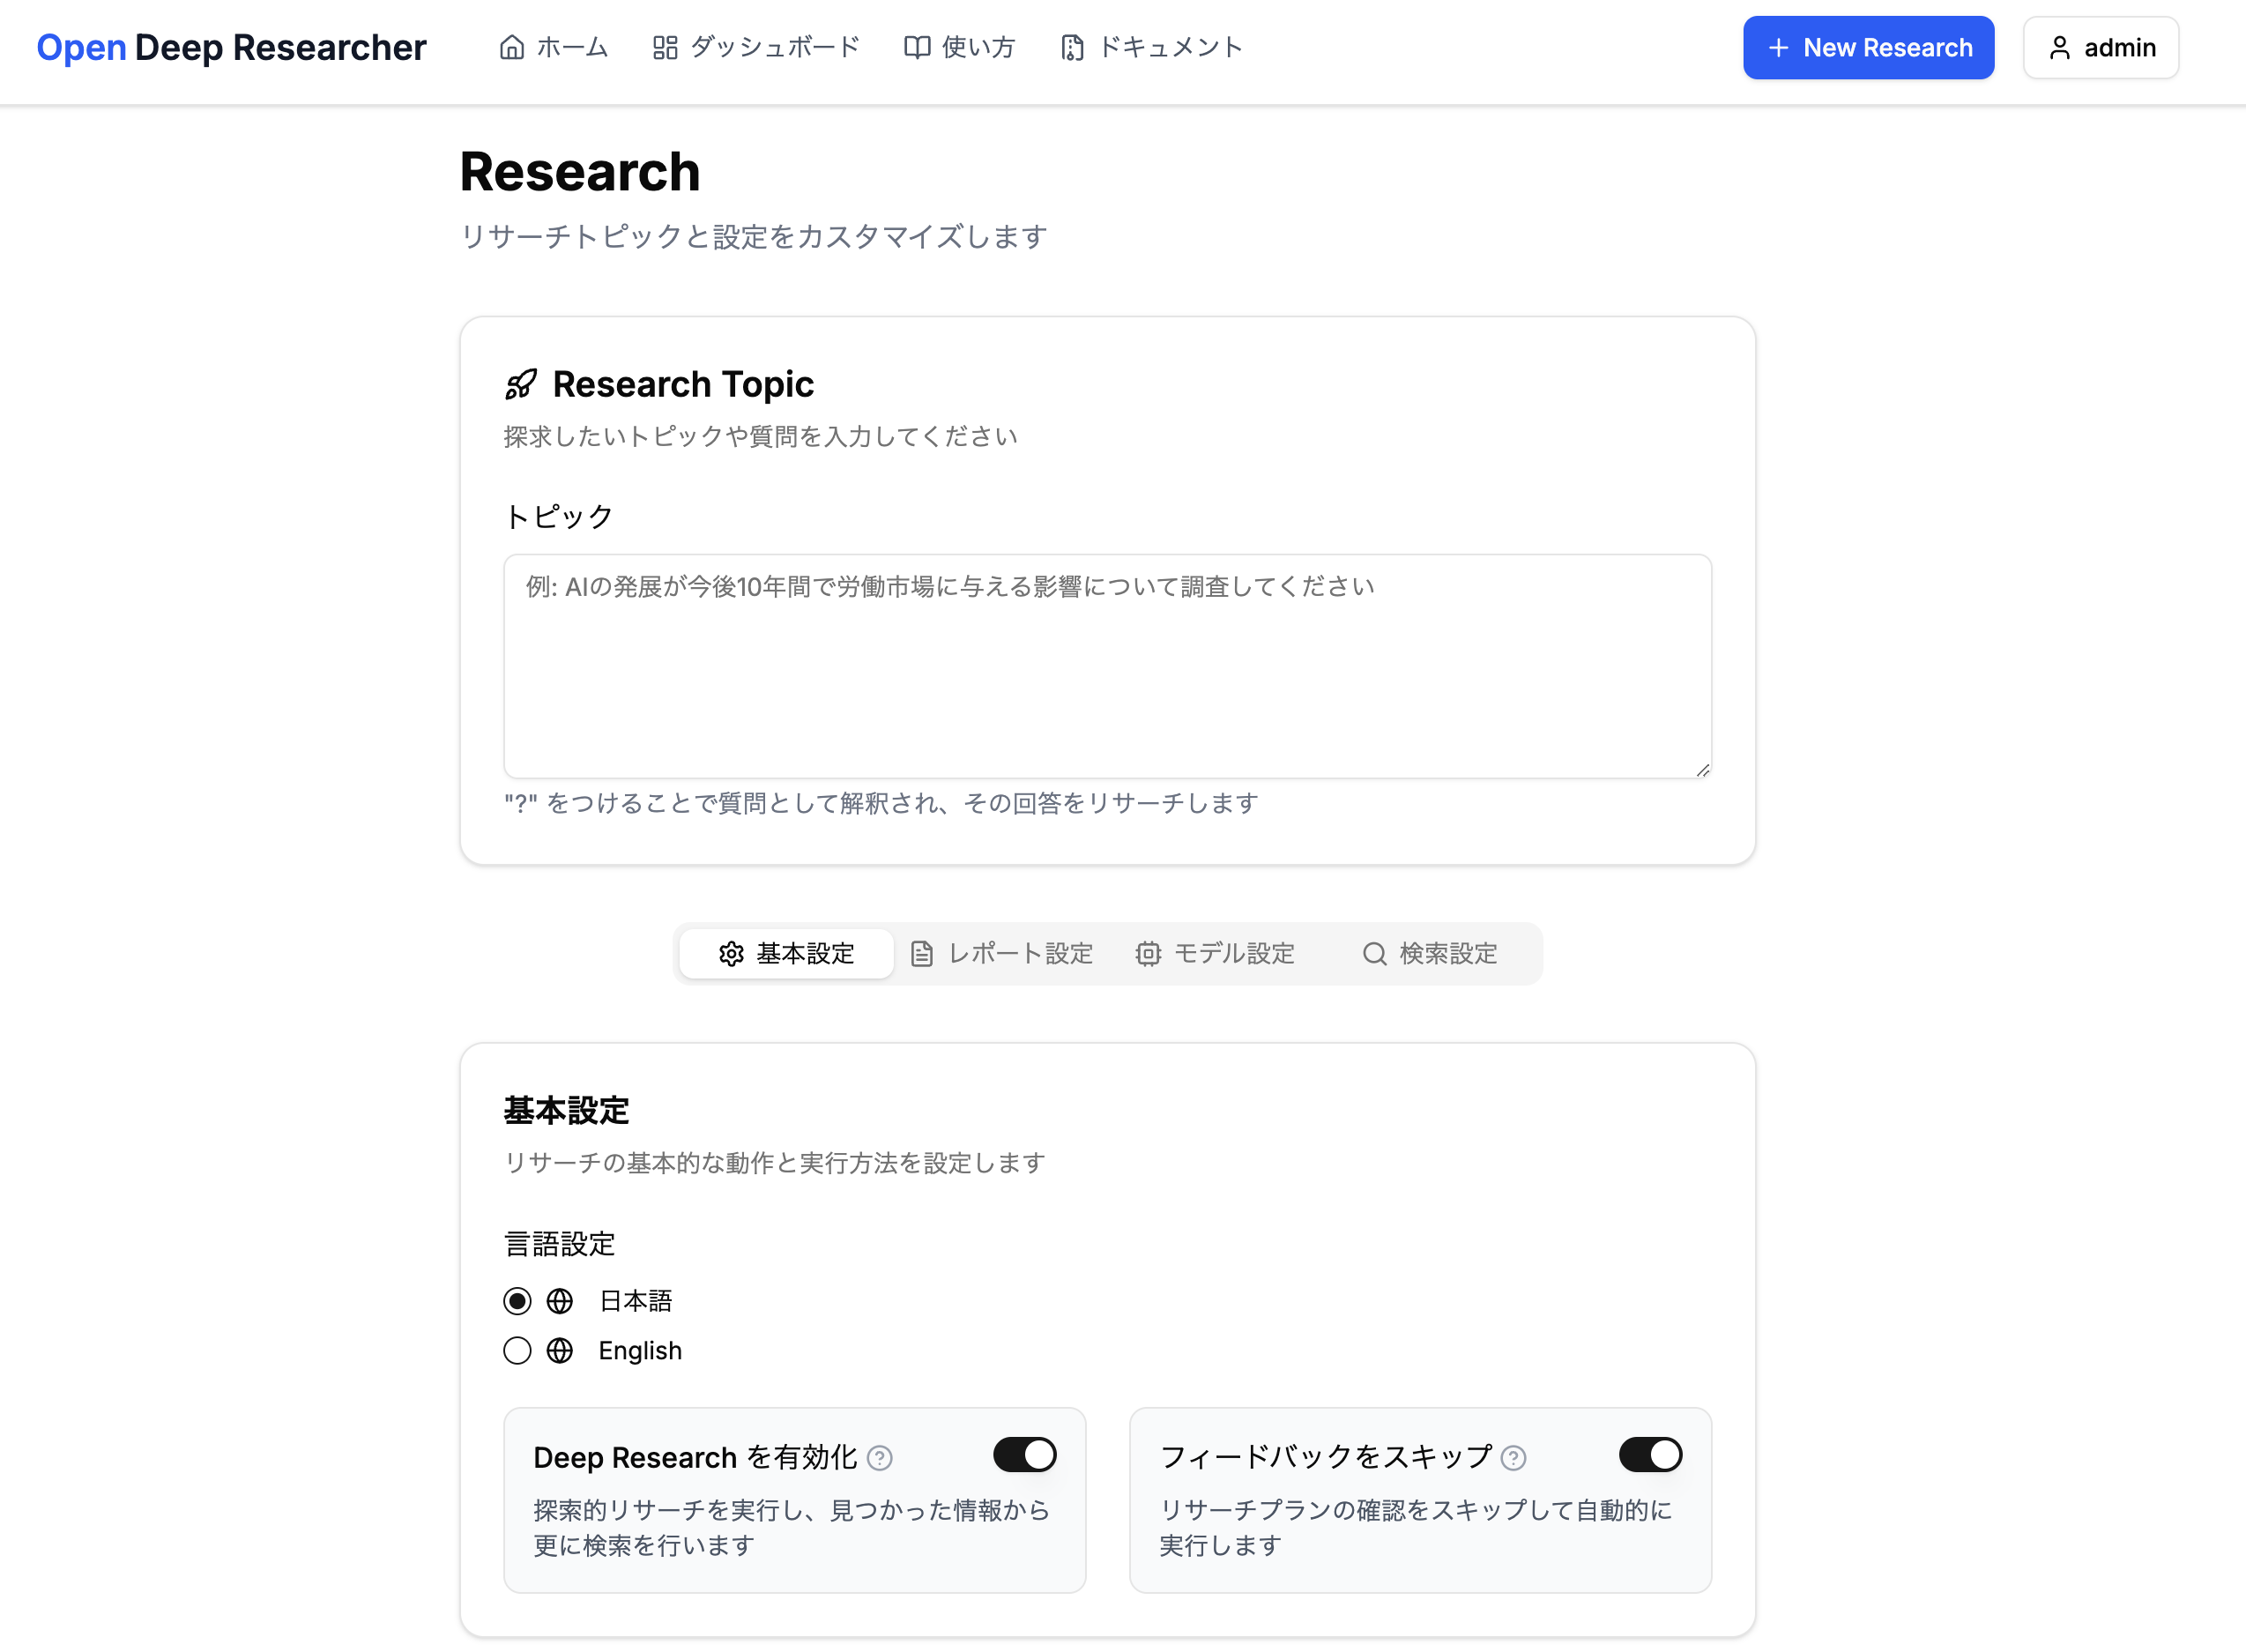 Open Deep Researcher
ホーム
ダッシュボード
使い方
ドキュメント
New Research
admin
Research
リサーチトピックと設定をカスタマイズします
Research Topic
探求したいトピックや質問を入力してください
トピック
例: AIの発展が今後10年間で労働市場に与える影響について調査してください
"?" をつけることで質問として解釈され、その回答をリサーチします
基本設定
レポート設定
モデル設定
検索設定
基本設定
リサーチの基本的な動作と実行方法を設定します
言語設定
日本語
English
Deep Research を有効化
探索的リサーチを実行し、見つかった情報から
更に検索を行います
フィードバックをスキップ
リサーチプランの確認をスキップして自動的に
実行します